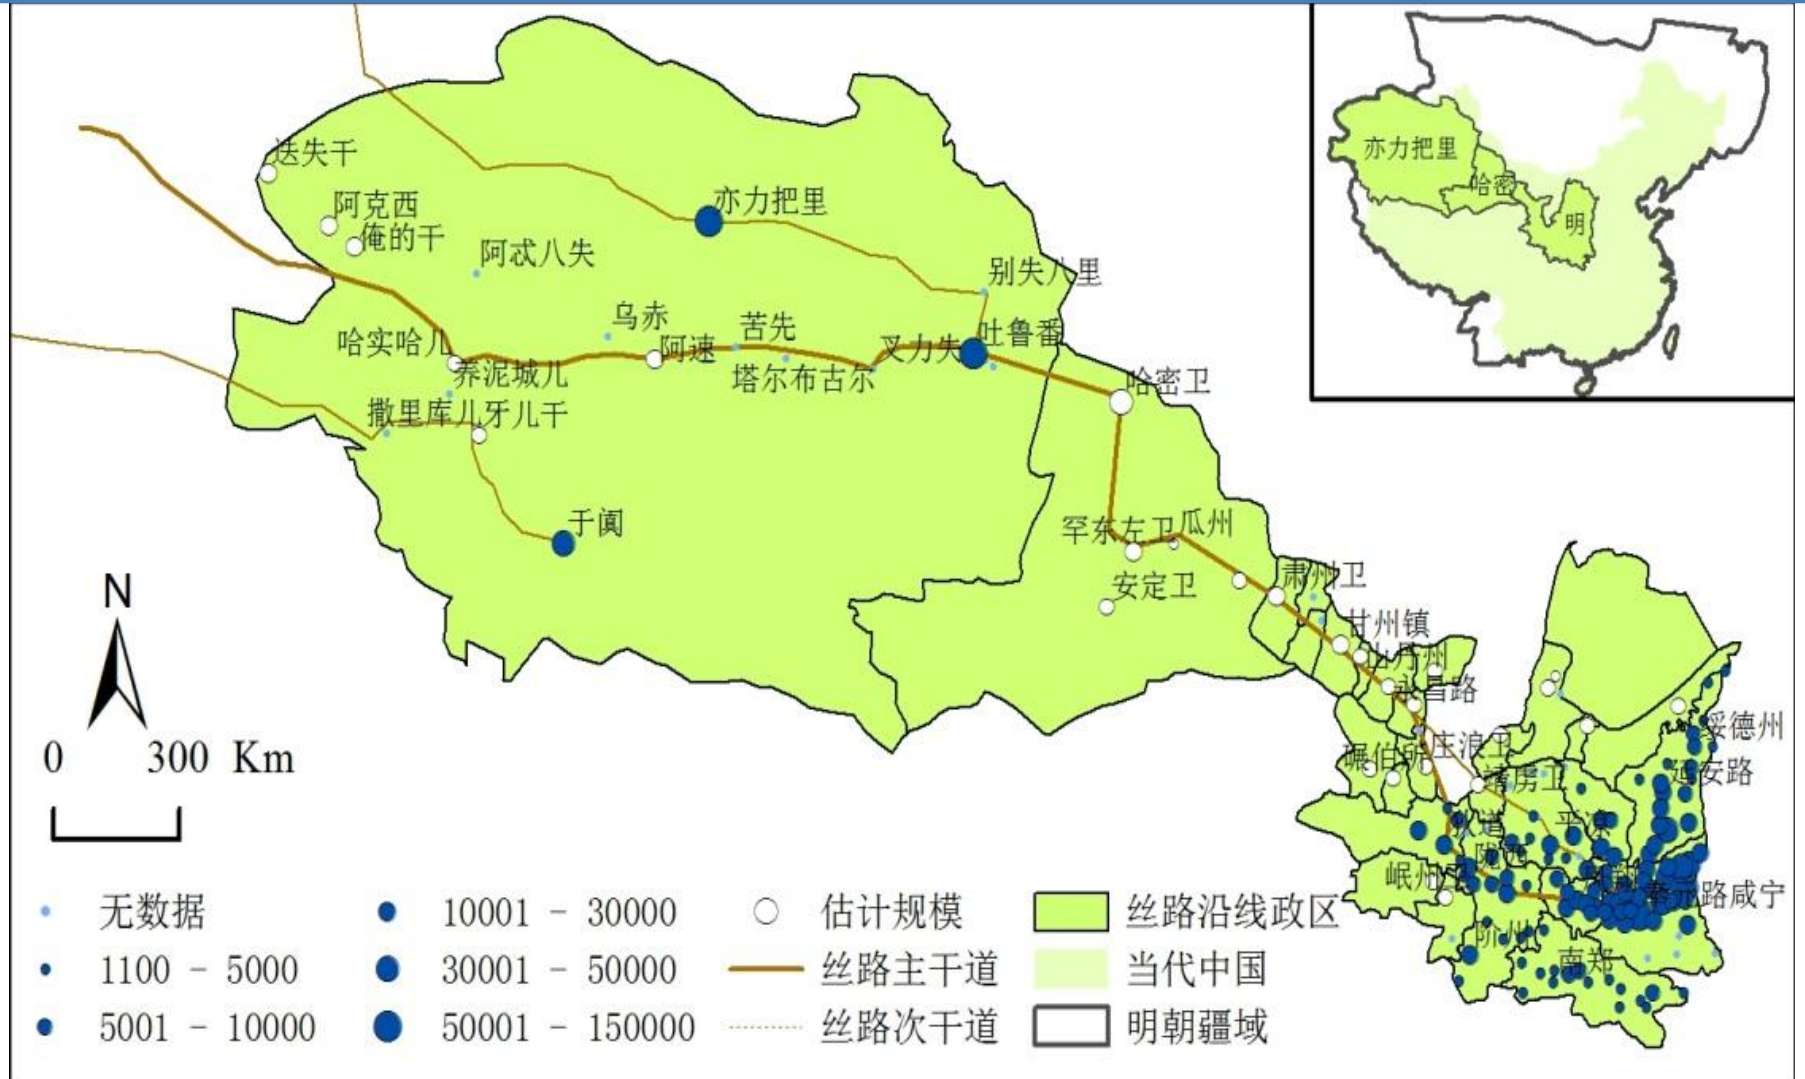 迭失干
阿克西
俺的干
阿忒八失
亦力把里
别失八里
哈实哈儿
乌赤
阿速
苦先
叉力失
吐鲁番
养泥城儿
塔尔布古尔
哈密卫
撒里库儿
牙儿干
于阗
罕东左卫
瓜州
安定卫
肃州卫
甘州镇
山丹州
永昌路
庄浪卫
碾伯所
靖虏卫
绥德州
延安路
狄道
平凉
陇西
岷州卫
奉元路咸宁
阶州
南郑
亦力把里
哈密
明
N
0 300 Km
无数据
1100 - 5000
5001 - 10000
10001 - 30000
30001 - 50000
50001 - 150000
估计规模
丝路主干道
丝路次干道
丝路沿线政区
当代中国
明朝疆域